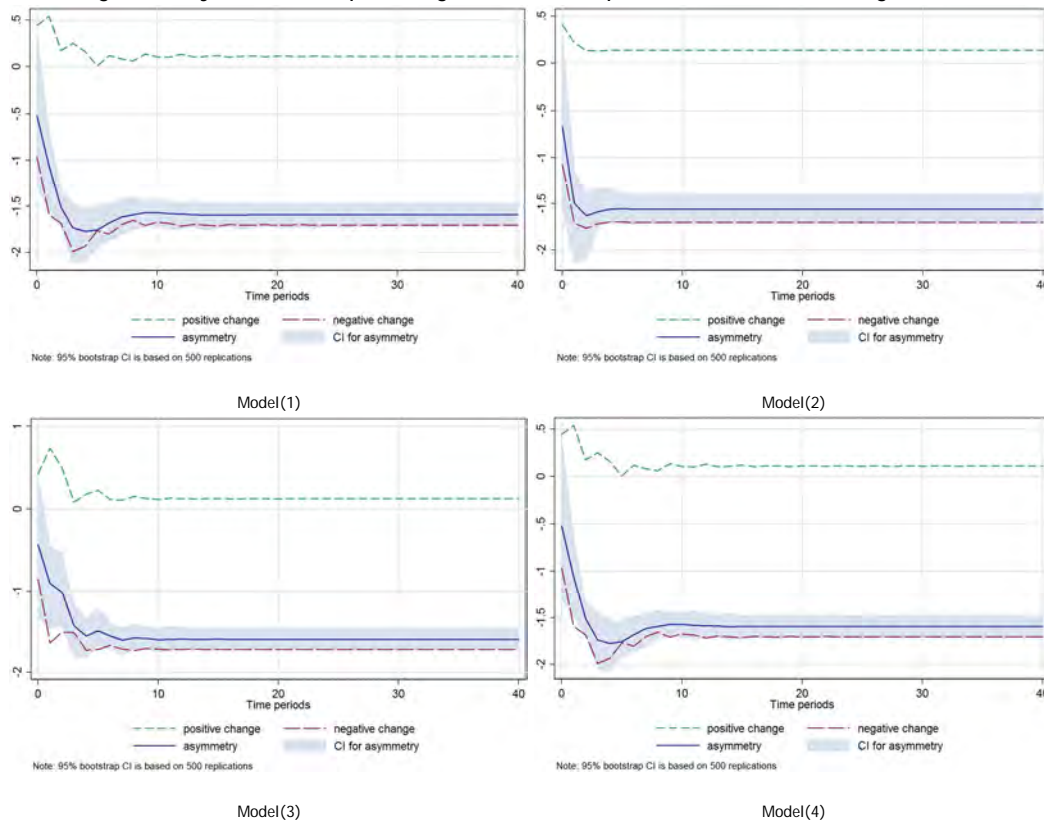 .5
0
-.5
-1
-1.5
-2
0 10 20 30 40
Time periods
positive change negative change
asymmetry CI for asymmetry
Note: 95% bootstrap CI is based on 500 replications
Model(1)
.5
0
-.5
-1
-1.5
-2
0 10 20 30 40
Time periods
positive change negative change
asymmetry CI for asymmetry
Note: 95% bootstrap CI is based on 500 replications
Model(2)
1
0
-1
-2
0 10 20 30 40
Time periods
positive change negative change
asymmetry CI for asymmetry
Note: 95% bootstrap CI is based on 500 replications
Model(3)
.5
0
-.5
-1
-1.5
-2
0 10 20 30 40
Time periods
positive change negative change
asymmetry CI for asymmetry
Note: 95% bootstrap CI is based on 500 replications
Model(4)